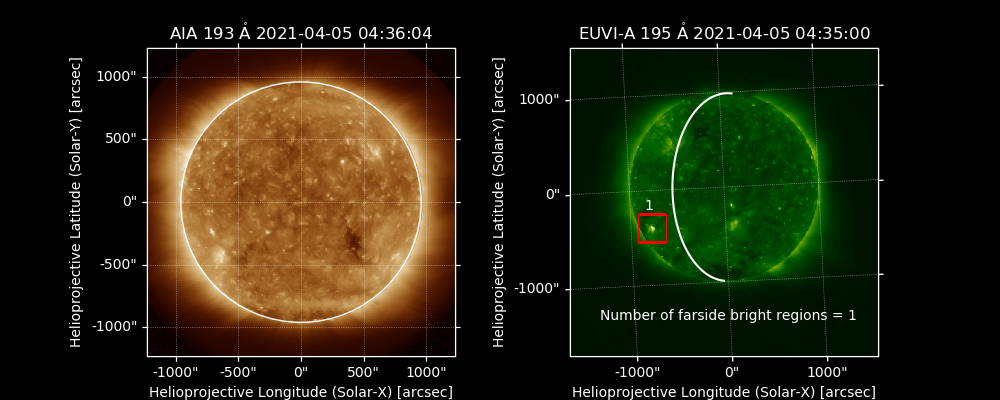 AIA 193 Å 2021-04-05 04:36:04
Helioprojective Latitude (Solar-Y) [arcsec]
1000"
500"
0"
-500"
-1000"
-1000" -500" 0" 500" 1000"
Helioprojective Longitude (Solar-X) [arcsec]
EUVI-A 195 Å 2021-04-05 04:35:00
Helioprojective Latitude (Solar-Y) [arcsec]
1000"
0"
-1000"
1
Number of farside bright regions = 1
-1000" 0" 1000"
Helioprojective Longitude (Solar-X) [arcsec]